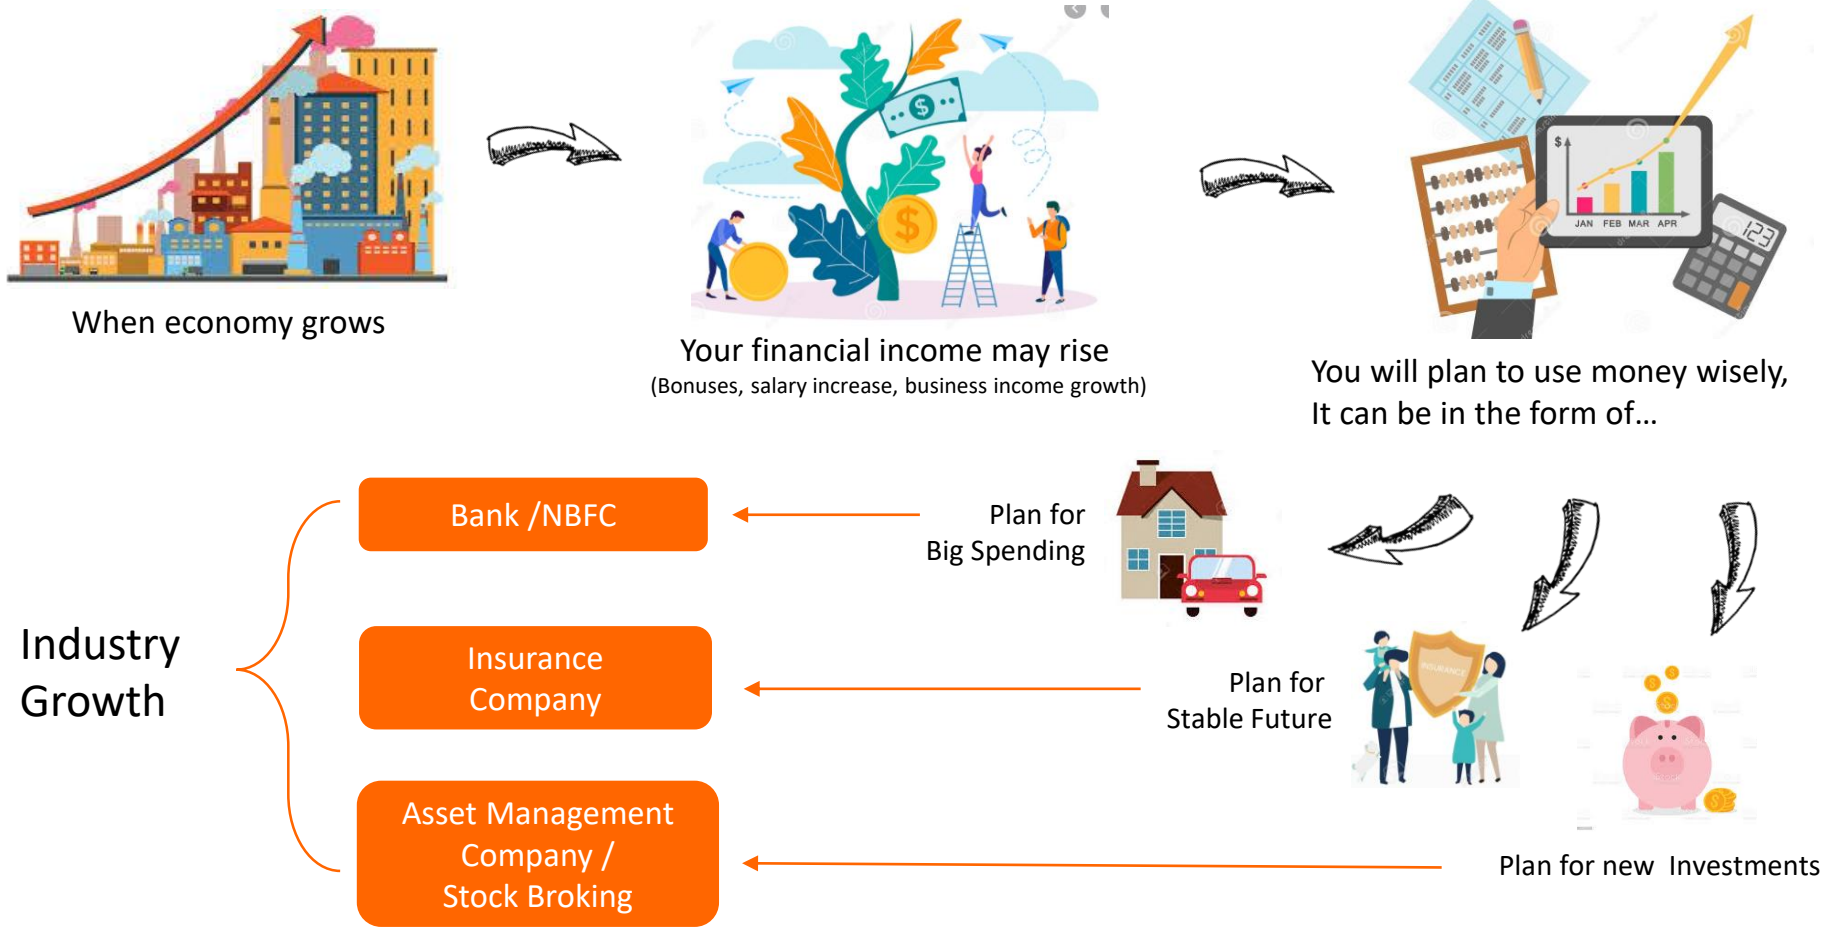 When economy grows
Your financial income may rise
(Bonuses, salary increase, business income growth)
$
JAN FEB MAR APR
123
You will plan to use money wisely,
It can be in the form of...
Bank /NBFC
Plan for
Big Spending
Industry
Growth
Insurance
Company
Plan for
Stable Future
INSURANCE
Asset Management
Company /
Stock Broking
Plan for new Investments